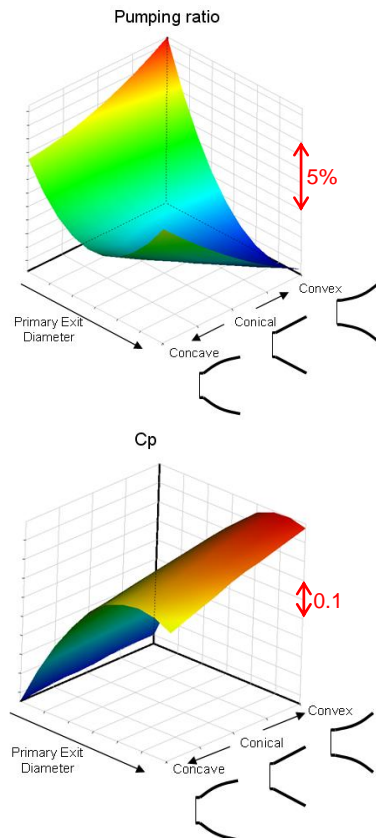 Pumping ratio
5%
Convex
Conical
Concave
Primary Exit
Diameter
Cp
0.1
Convex
Conical
Concave
Primary Exit
Diameter